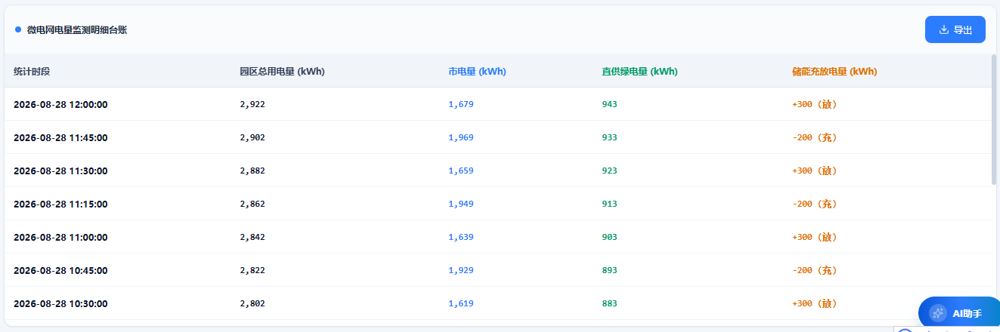 微电网电量监测明细台账
导出
统计时段 园区总用电量 (kWh) 市电量 (kWh) 直供绿电量 (kWh) 储能充放电量 (kWh)
2026-08-28 12:00:00 2,922 1,679 943 +300（放）
2026-08-28 11:45:00 2,902 1,969 933 -200（充）
2026-08-28 11:30:00 2,882 1,659 923 +300（放）
2026-08-28 11:15:00 2,862 1,949 913 -200（充）
2026-08-28 11:00:00 2,842 1,639 903 +300（放）
2026-08-28 10:45:00 2,822 1,929 893 -200（充）
2026-08-28 10:30:00 2,802 1,619 883 +300（放）
AI助手